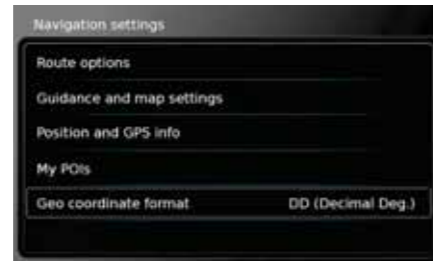 Navigation settings
Route options
Guidance and map settings
Position and GPS info
My POIs
Geo coordinate format DD (Decimal Deg.)